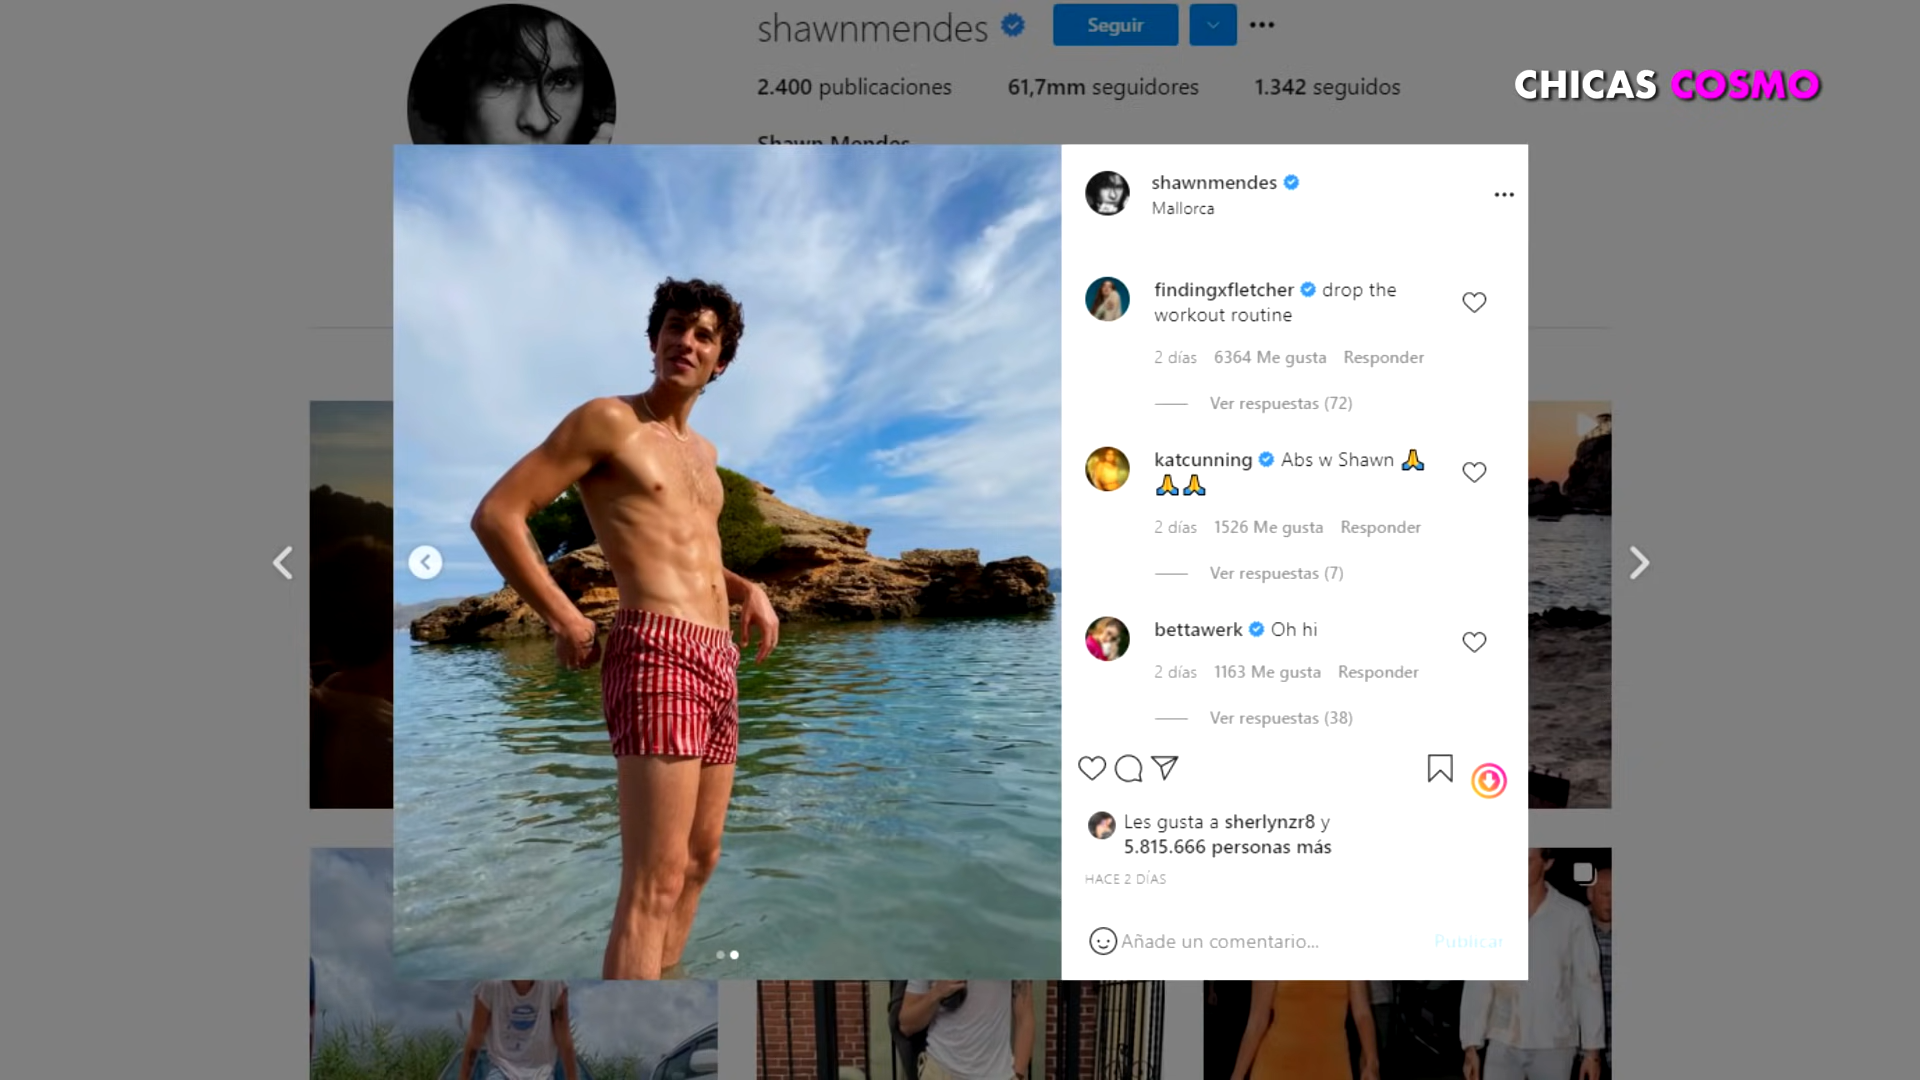 shawnmendes
Seguir
2.400 publicaciones
61,7mm seguidores
1.342 seguidos
CHICAS COSMO
Shawn Mendes
shawnmendes
Mallorca
findingxfletcher drop the
workout routine
2 días 6364 Me gusta Responder
Ver respuestas (72)
katcunning Abs w Shawn 🙏
🙏🙏
2 días 1526 Me gusta Responder
Ver respuestas (7)
bettawerk Oh hi
2 días 1163 Me gusta Responder
Ver respuestas (38)
Les gusta a sherlynzr8 y
5.815.666 personas más
HACE 2 DÍAS
Añade un comentario...
Publicar